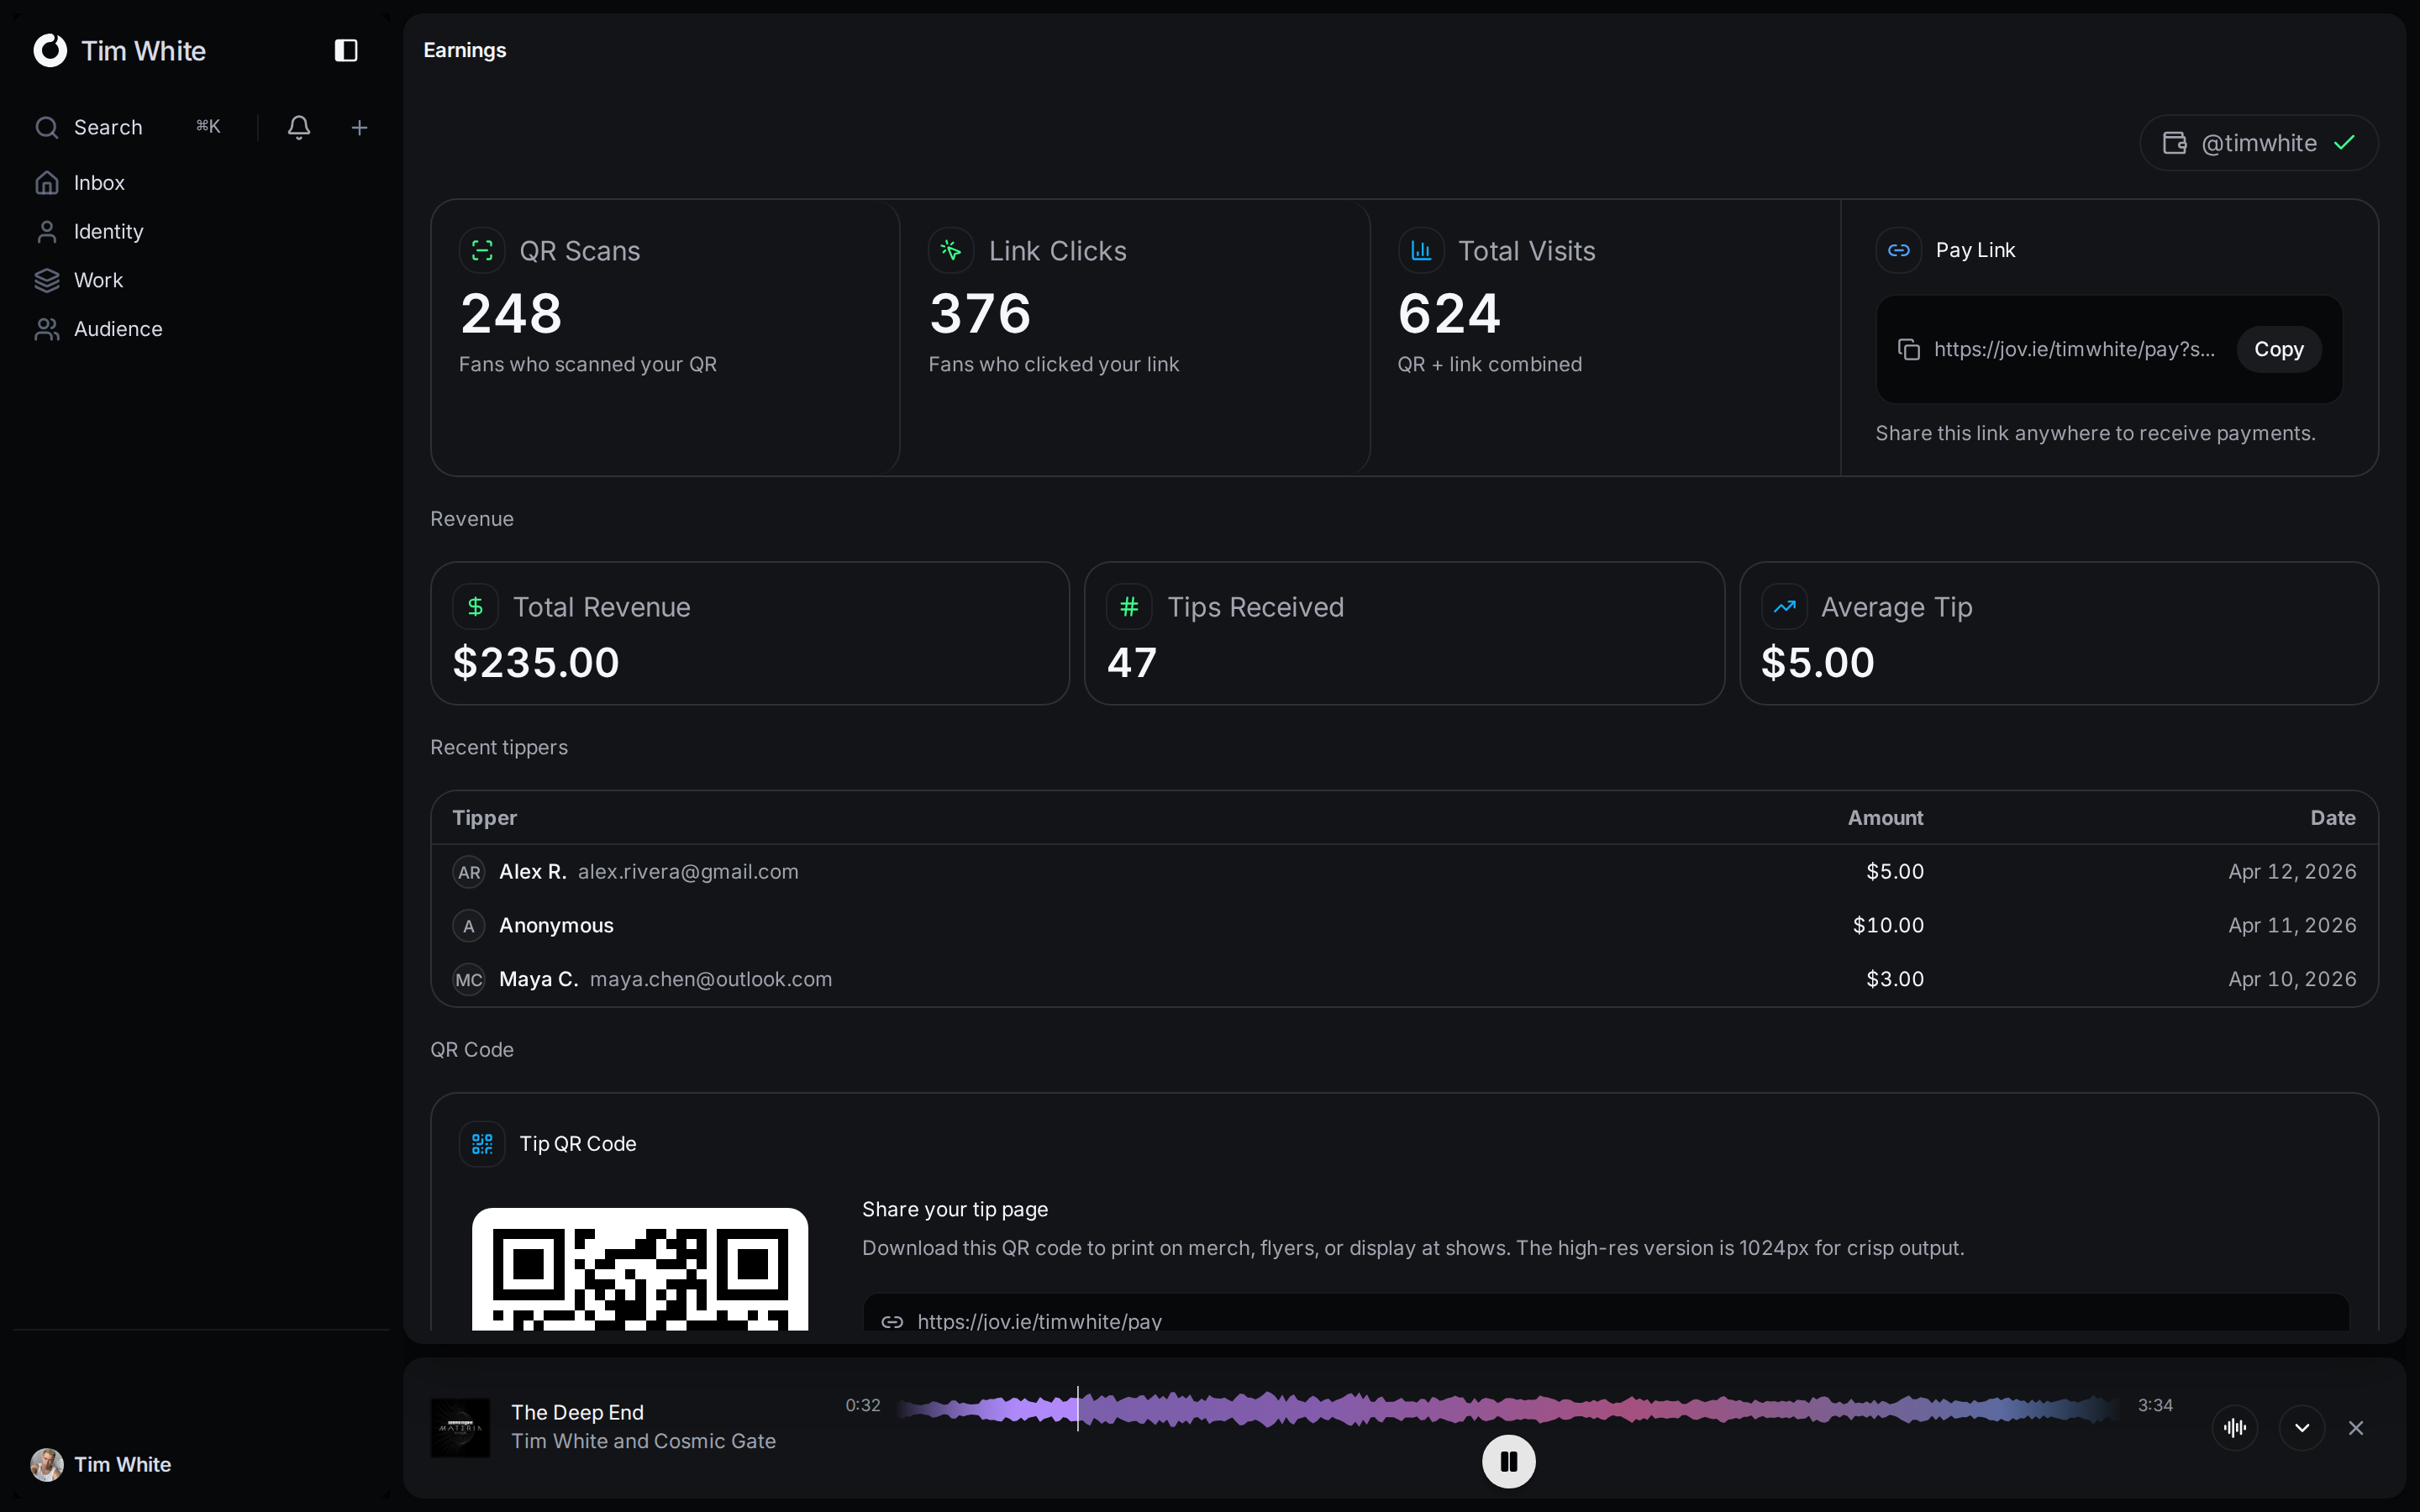 Tim White
Search ⌘K
Inbox
Identity
Work
Audience
Tim White
Earnings
@timwhite
QR Scans
248
Fans who scanned your QR
Link Clicks
376
Fans who clicked your link
Total Visits
624
QR + link combined
Pay Link
https://jov.ie/timwhite/pay?s... Copy
Share this link anywhere to receive payments.
Revenue
Total Revenue
$235.00
Tips Received
47
Average Tip
$5.00
Recent tippers
Tipper Amount Date
AR Alex R. alex.rivera@gmail.com $5.00 Apr 12, 2026
A Anonymous $10.00 Apr 11, 2026
MC Maya C. maya.chen@outlook.com $3.00 Apr 10, 2026
QR Code
Tip QR Code
Share your tip page
Download this QR code to print on merch, flyers, or display at shows. The high-res version is 1024px for crisp output.
https://jov.ie/timwhite/pay
The Deep End
Tim White and Cosmic Gate
0:32
3:34